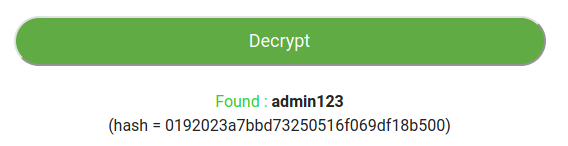 Decrypt
Found : admin123
(hash = 0192023a7bbd73250516f069df18b500)